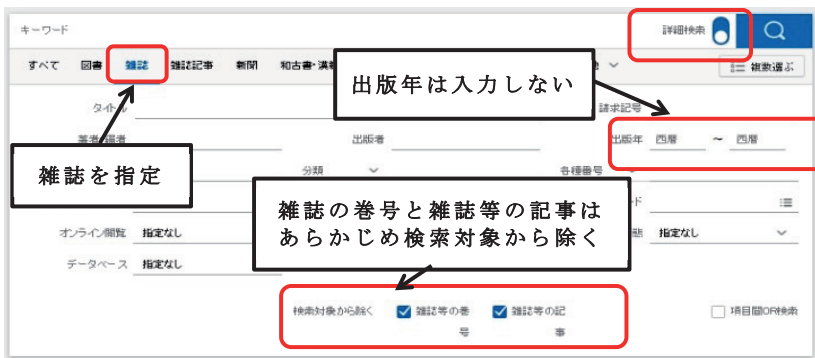 キーワード 詳細検索
すべて 図書 雑誌 雑誌記事 新聞 和古書・漢 複数選ぶ
出版年は入力しない
タイトル 請求記号
著者・編者 出版者 出版年 西暦 ～ 西暦
雑誌を指定
分類 各種番号
雑誌の巻号と雑誌等の記事は
あらかじめ検索対象から除く
ド
オンライン閲覧 指定なし 態 指定なし
データベース 指定なし
検索対象から除く 雑誌等の巻号 雑誌等の記事 項目間OR検索